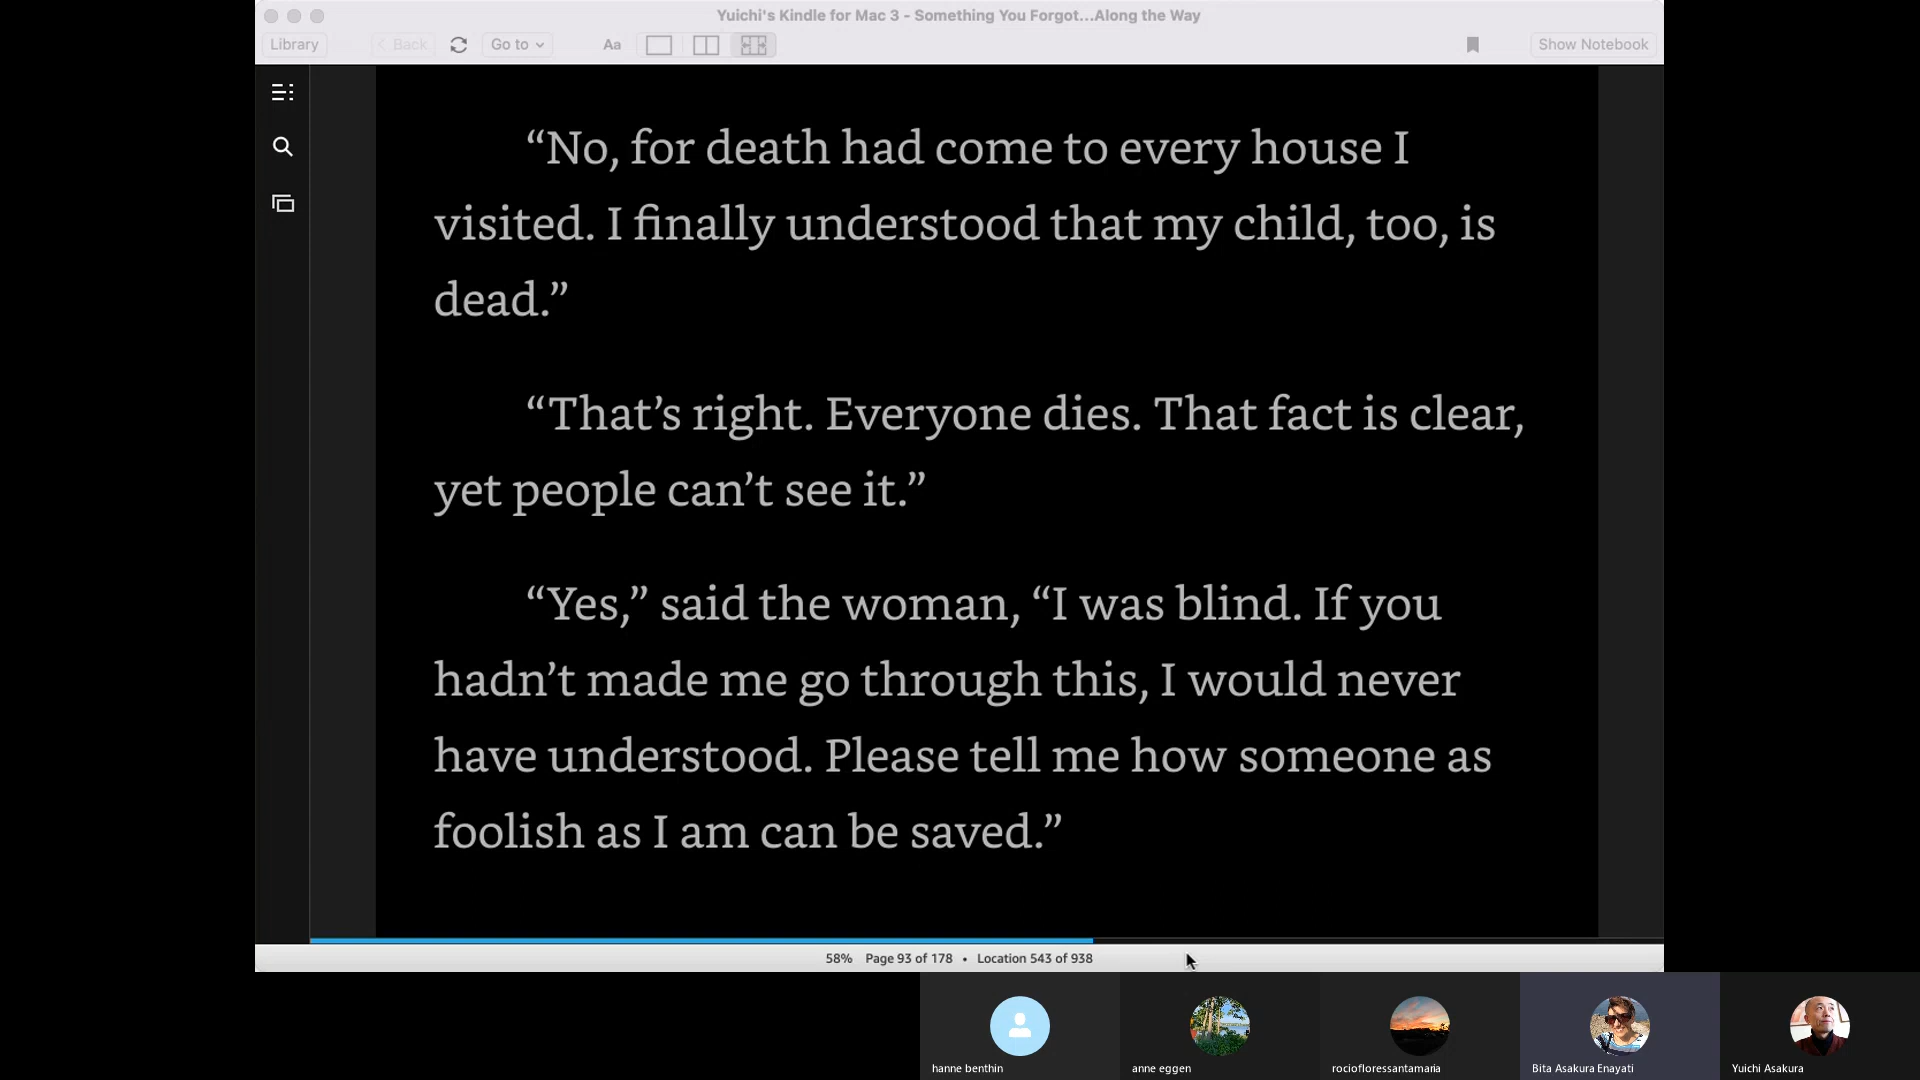 Yuichi's Kindle for Mac 3 - Something You Forgot...Along the Way
Library
Back
Go to
Aa
Show Notebook
“No, for death had come to every house I
visited. I finally understood that my child, too, is
dead.”
“That’s right. Everyone dies. That fact is clear,
yet people can’t see it.”
“Yes,” said the woman, “I was blind. If you
hadn’t made me go through this, I would never
have understood. Please tell me how someone as
foolish as I am can be saved.”
58% Page 93 of 178 • Location 543 of 938
hanne benthin
anne eggen
rociofloressantamaria
Bita Asakura Enayati
Yuichi Asakura